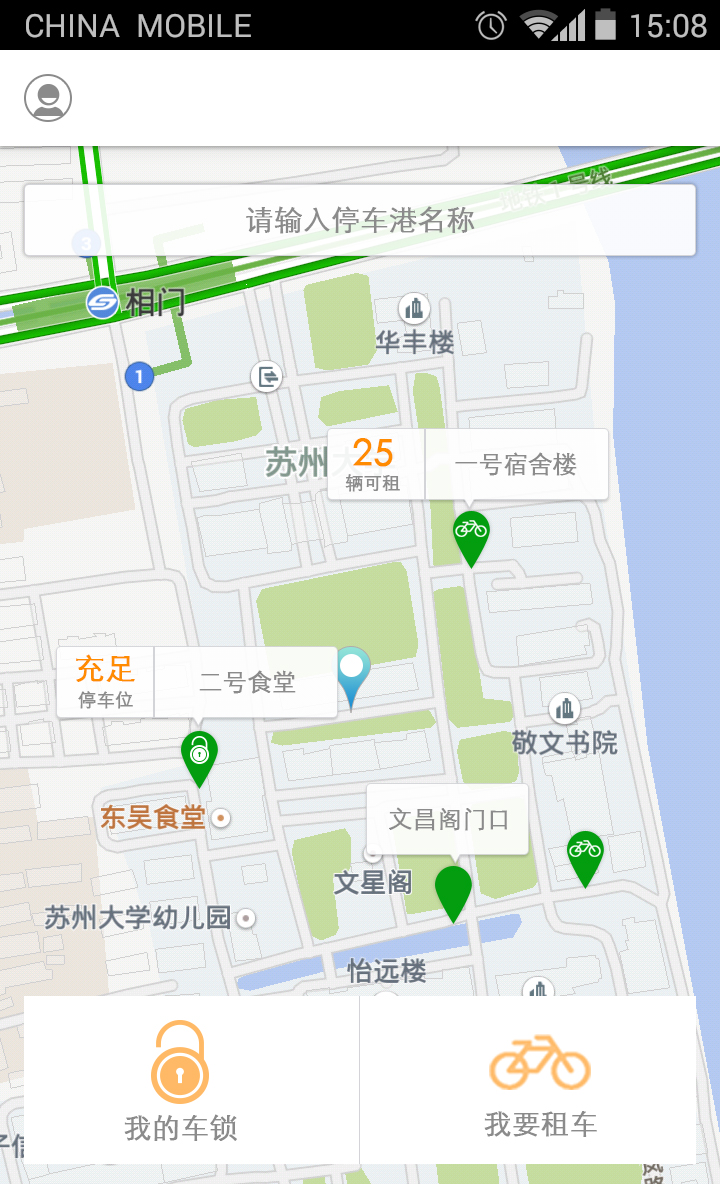 CHINA MOBILE
15:08
请输入停车港名称
3
相门
1
华丰楼
苏州大
25
辆可租
一号宿舍楼
充足
停车位
二号食堂
敬文书院
东吴食堂
文昌阁门口
文星阁
苏州大学幼儿园
怡远楼
我的车锁
我要租车